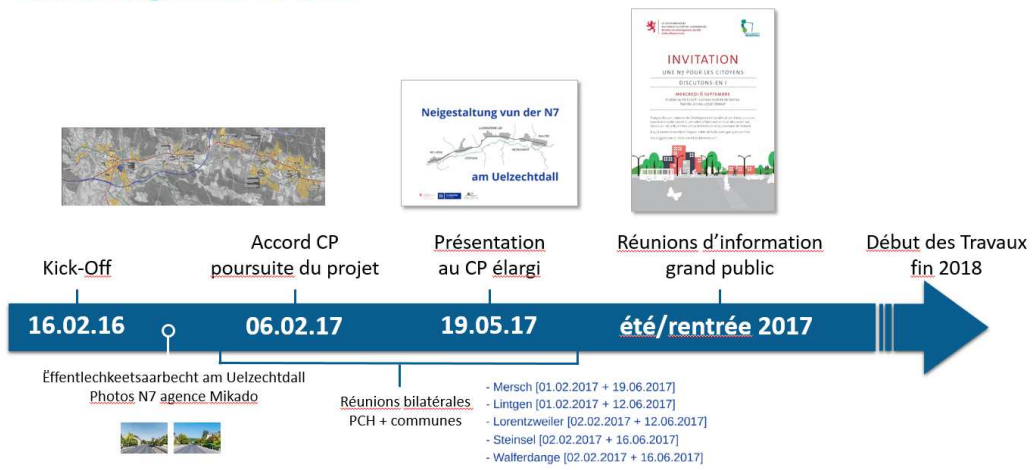 Neigestaltung vun der N7
am Uelzechtdall
INVITATION
UNE N7 POUR LES CITOYENS:
DISCUTONS-EN !
MERCREDI 6 SEPTEMBRE
Kick-Off
Accord CP
poursuite du projet
Présentation
au CP élargi
Réunions d'information
grand public
Début des Travaux
fin 2018
16.02.16
06.02.17
19.05.17
été/rentrée 2017
Ëffentlechkeetsaarbecht am Uelzechtdall
Photos N7 agence Mikado
Réunions bilatérales
PCH + communes
- Mersch [01.02.2017 + 19.06.2017]
- Lintgen [01.02.2017 + 12.06.2017]
- Lorentzweiler [02.02.2017 + 12.06.2017]
- Steinsel [02.02.2017 + 16.06.2017]
- Walferdange [02.02.2017 + 16.06.2017]